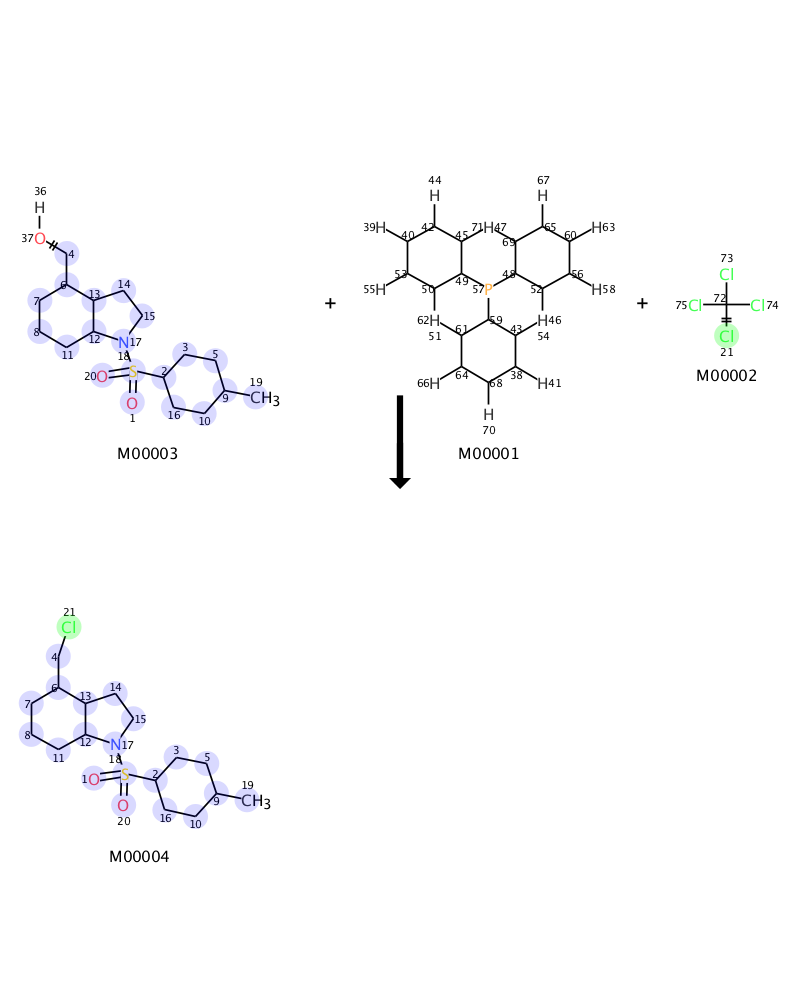 44 67
36 H H
H 39H 40 42 45 71 H47 69 65 60 H63
37O 4 73
6 13 14 53 49 48 56 Cl
7 15 55H 50 57P 52 H58 75Cl 72 Cl74
8 11 12 N17 62H 61 59 43 H46 Cl
18 3 5 51 54 21
20O S 2 9 19 64 38 M00002
O 16 10 CH3 66H 68 H41
1 H
70
M00003 M00001
+ +
21
Cl
4
6 13 14
7 15
8 12 N17
11 18 3 5
1O S 2 9 19
O 16 10 CH3
20
M00004